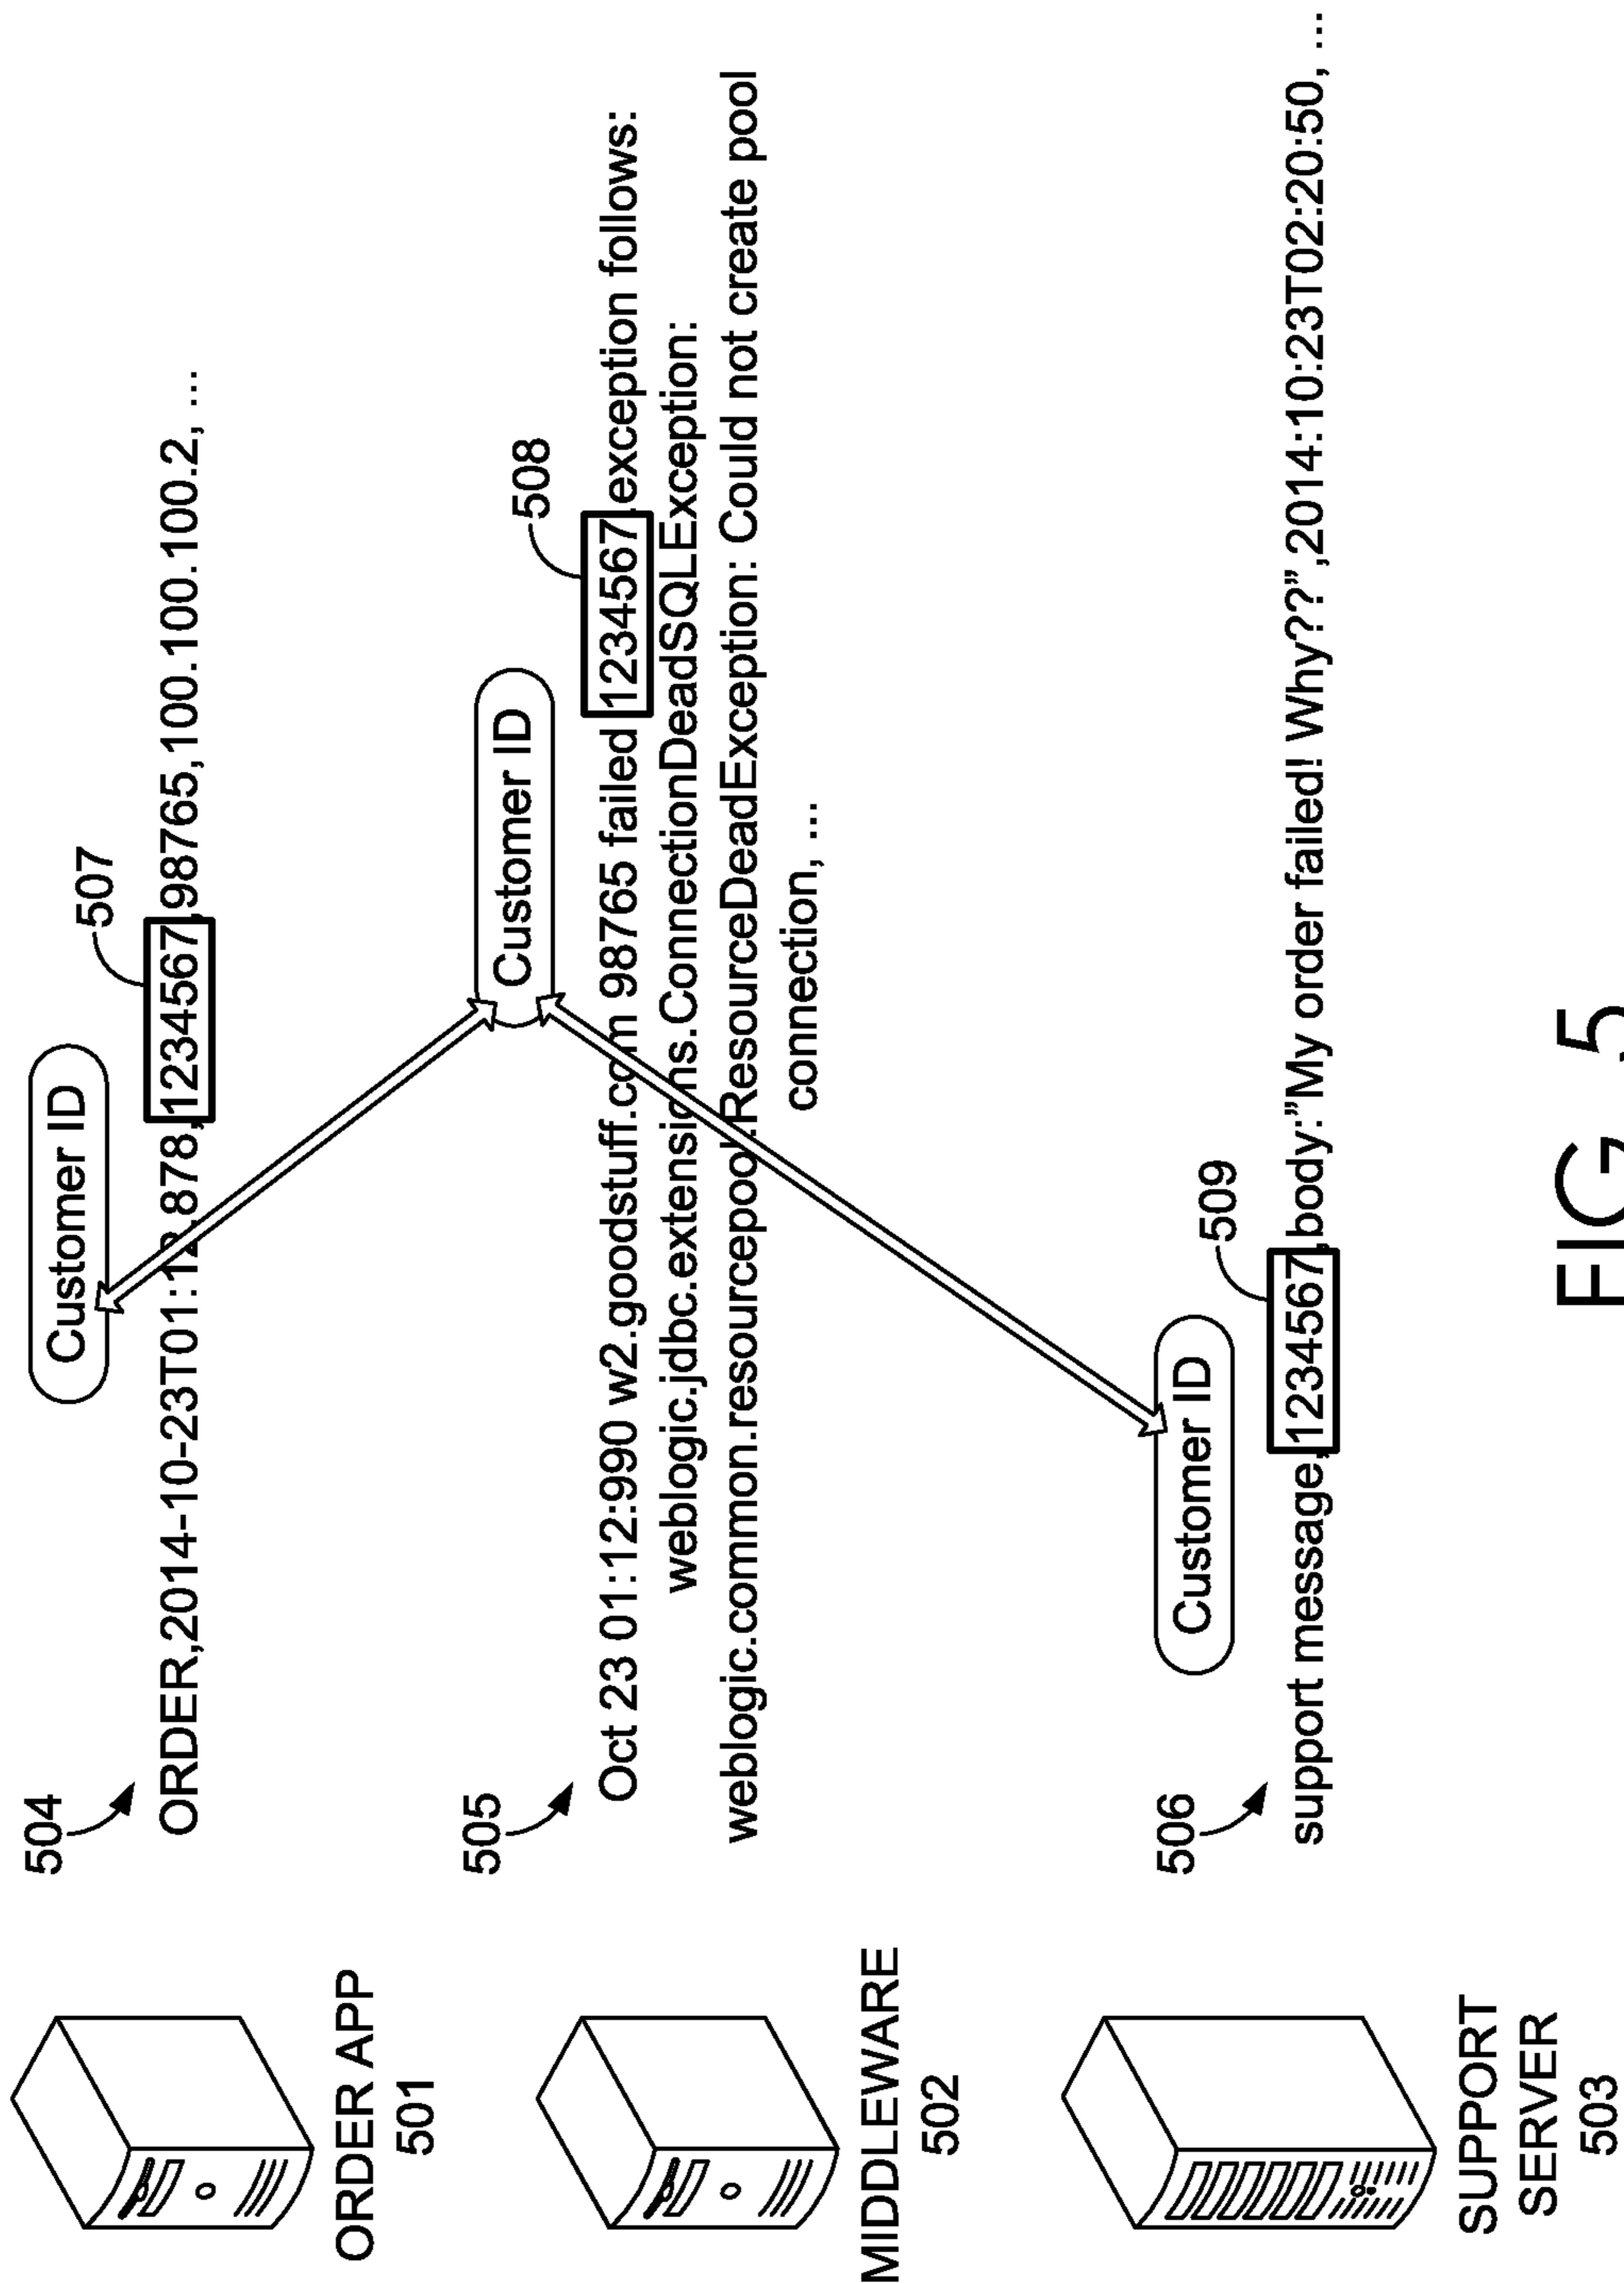 504
Customer ID
507
ORDER,2014-10-23T01:12.878,1234567,98765,100.100.100.2, ...
ORDER APP
501
505
Customer ID
508
Oct 23 01:12:990 w2.goodstuff.com 98765 failed 1234567.exception follows:
weblogic.jdbc.extensions.ConnectionDeadSQLException:
weblogic.common.resourcepool.ResourceDeadException: Could not create pool
connection, ...
MIDDLEWARE
502
506
Customer ID
509
support message,1234567,body:"My order failed! Why??",2014:10:23T02:20:50, ...
SUPPORT
SERVER
503
FIG. 5